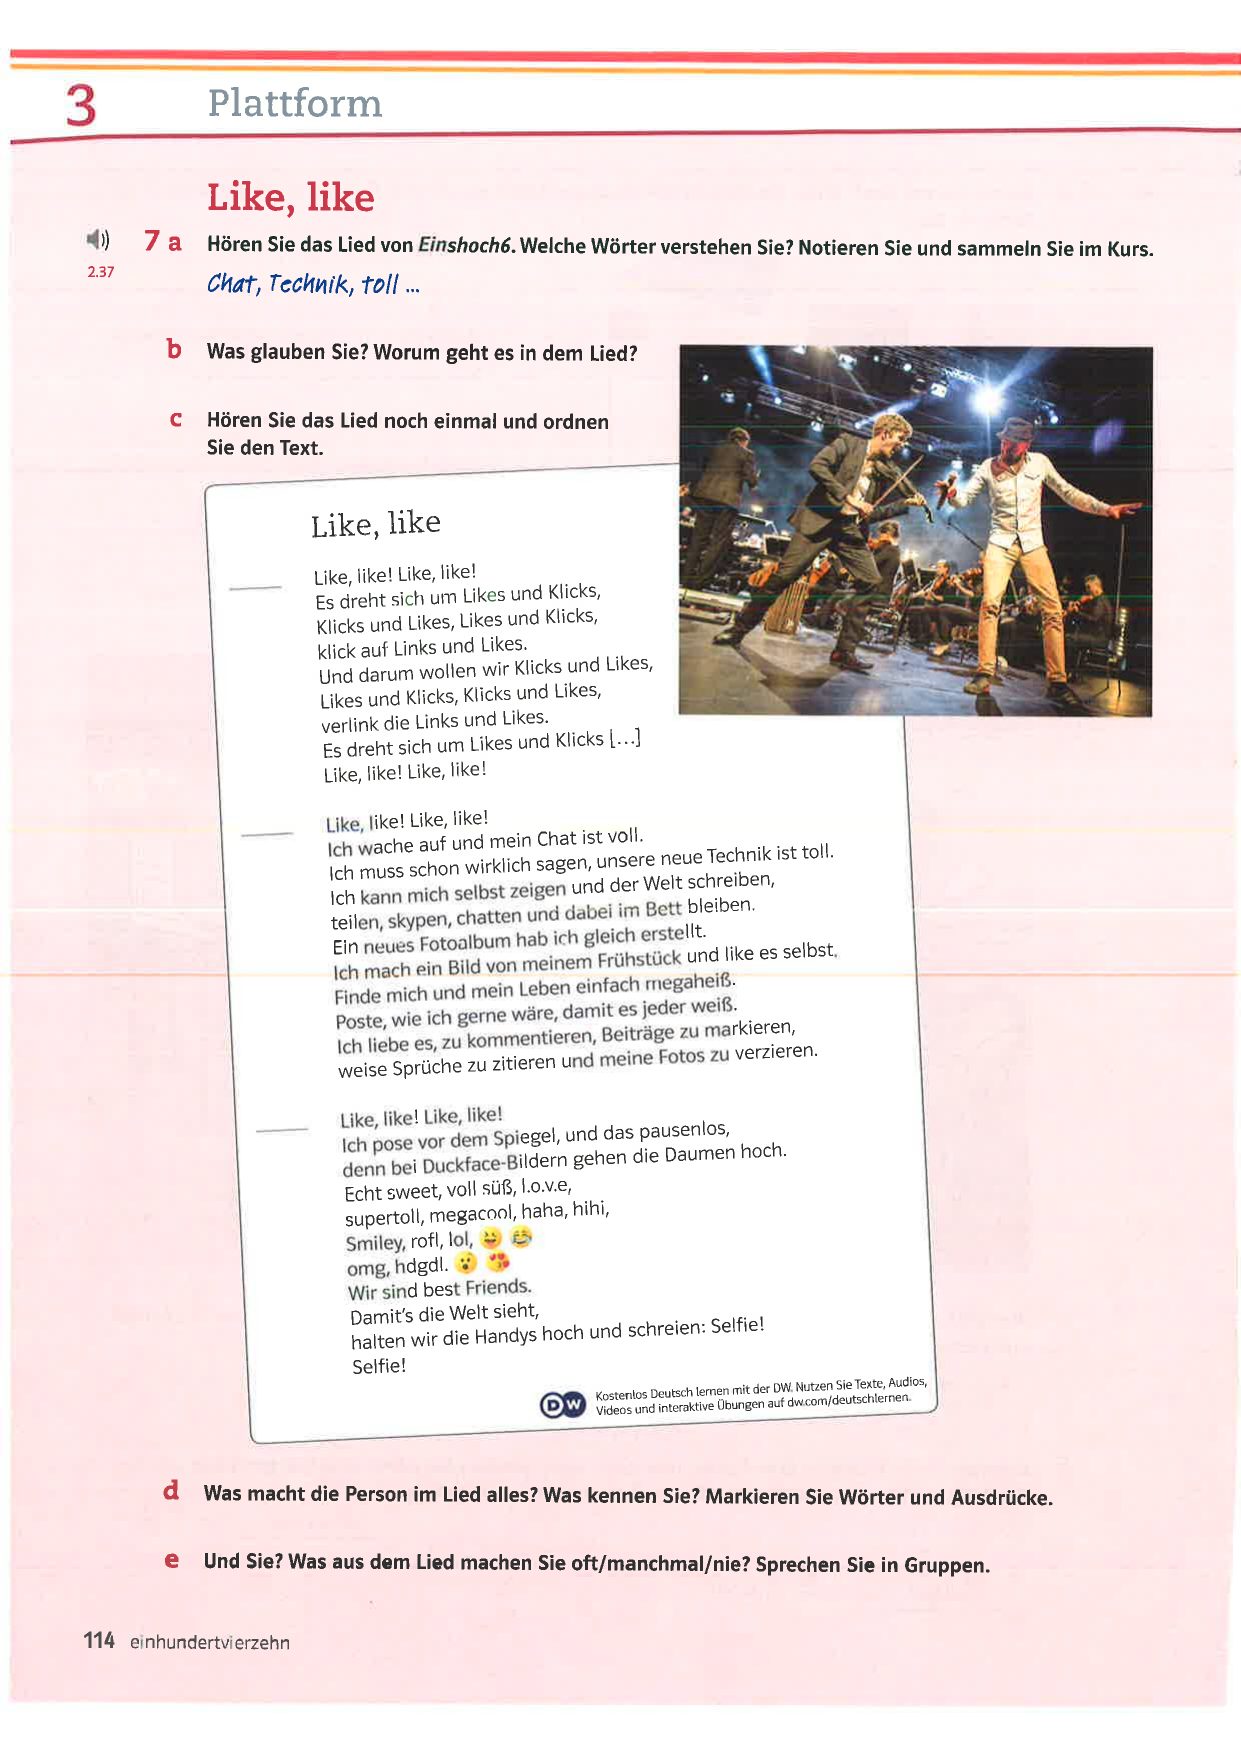 3 Plattform
Like, like
2.37
7 a Hören Sie das Lied von Einshoch6. Welche Wörter verstehen Sie? Notieren Sie und sammeln Sie im Kurs.
Chat, Technik, toll ...
b Was glauben Sie? Worum geht es in dem Lied?
c Hören Sie das Lied noch einmal und ordnen
Sie den Text.
Like, like
Like, like! Like, like!
Es dreht sich um Likes und Klicks,
Klicks und Likes, Likes und Klicks,
klick auf Links und Likes.
Und darum wollen wir Klicks und Likes,
Likes und Klicks, Klicks und Likes,
verlink die Links und Likes.
Es dreht sich um Likes und Klicks [...]
Like, like! Like, like!
Like, like! Like, like!
Ich wache auf und mein Chat ist voll.
Ich muss schon wirklich sagen, unsere neue Technik ist toll.
Ich kann mich selbst zeigen und der Welt schreiben,
teilen, skypen, chatten und dabei im Bett bleiben.
Ein neues Fotoalbum hab ich gleich erstellt.
Ich mach ein Bild von meinem Frühstück und like es selbst.
Finde mich und mein Leben einfach megaheiß.
Poste, wie ich gerne wäre, damit es jeder weiß.
Ich liebe es, zu kommentieren, Beiträge zu markieren,
weise Sprüche zu zitieren und meine Fotos zu verzieren.
Like, like! Like, like!
Ich pose vor dem Spiegel, und das pausenlos,
denn bei Duckface-Bildern gehen die Daumen hoch.
Echt sweet, voll süß, l.o.v.e,
supertoll, megacool, haha, hihi,
Smiley, rofl, lol, 😆 😂
omg, hdgdl. 😮 😘
Wir sind best Friends.
Damit's die Welt sieht,
halten wir die Handys hoch und schreien: Selfie!
Selfie!
DW Kostenlos Deutsch lernen mit der DW. Nutzen Sie Texte, Audios,
Videos und interaktive Übungen auf dw.com/deutschlernen.
d Was macht die Person im Lied alles? Was kennen Sie? Markieren Sie Wörter und Ausdrücke.
e Und Sie? Was aus dem Lied machen Sie oft/manchmal/nie? Sprechen Sie in Gruppen.
114 einhundertvierzehn